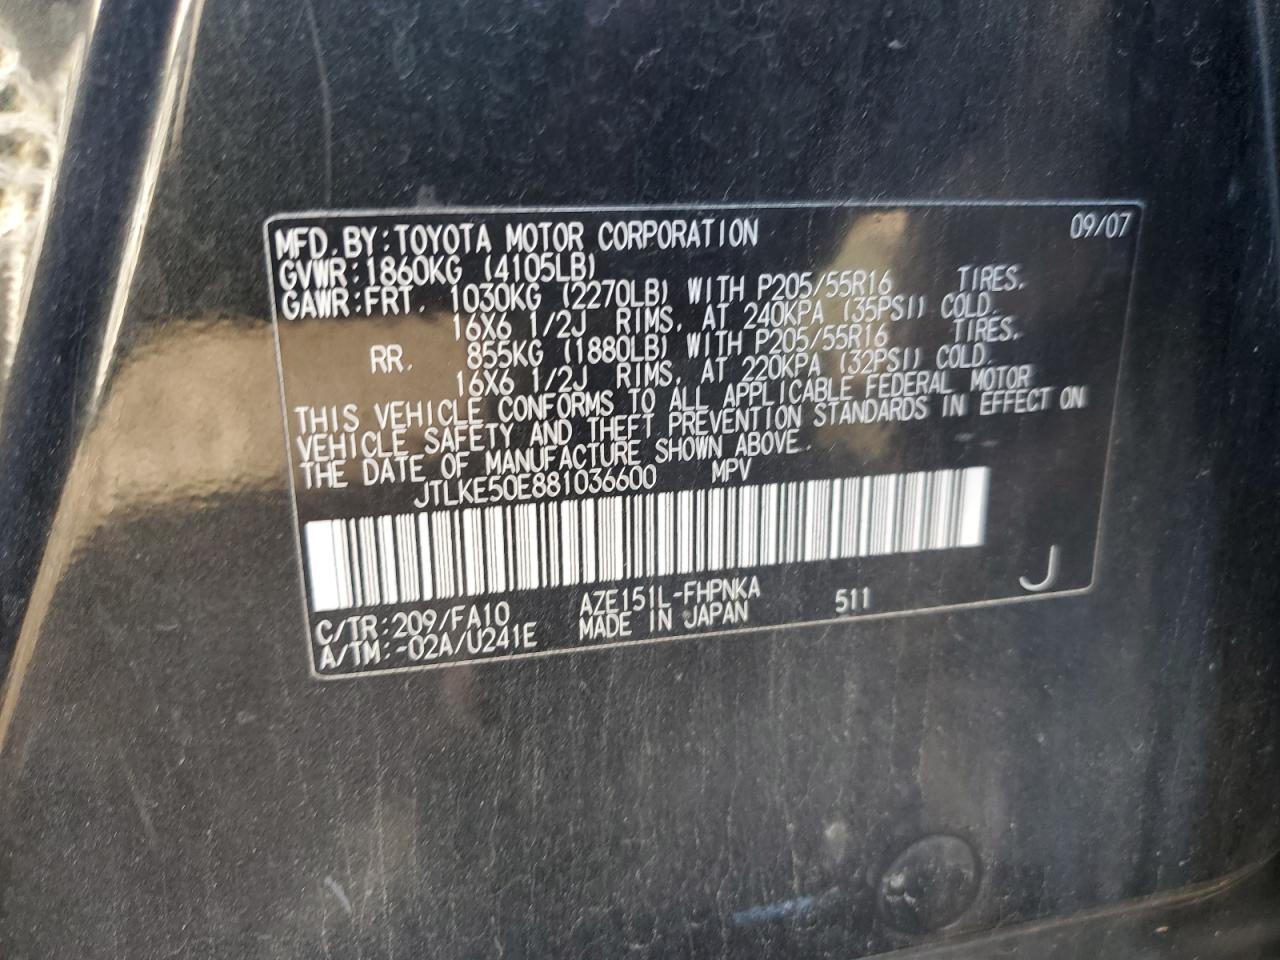 MFD. BY: TOYOTA MOTOR CORPORATION 09/07
GVWR: 1860KG (4105LB)
GAWR: FRT. 1030KG (2270LB) WITH P205/55R16 TIRES,
16X6 1/2J RIMS, AT 240KPA (35PSI) COLD.
RR. 855KG (1880LB) WITH P205/55R16 TIRES,
16X6 1/2J RIMS, AT 220KPA (32PSI) COLD.
THIS VEHICLE CONFORMS TO ALL APPLICABLE FEDERAL MOTOR
VEHICLE SAFETY AND THEFT PREVENTION STANDARDS IN EFFECT ON
THE DATE OF MANUFACTURE SHOWN ABOVE.
JTLKE50E881036600 MPV
C/TR: 209/FA10 AZE151L-FHPNKA 511 J
A/TM: -02A/U241E MADE IN JAPAN